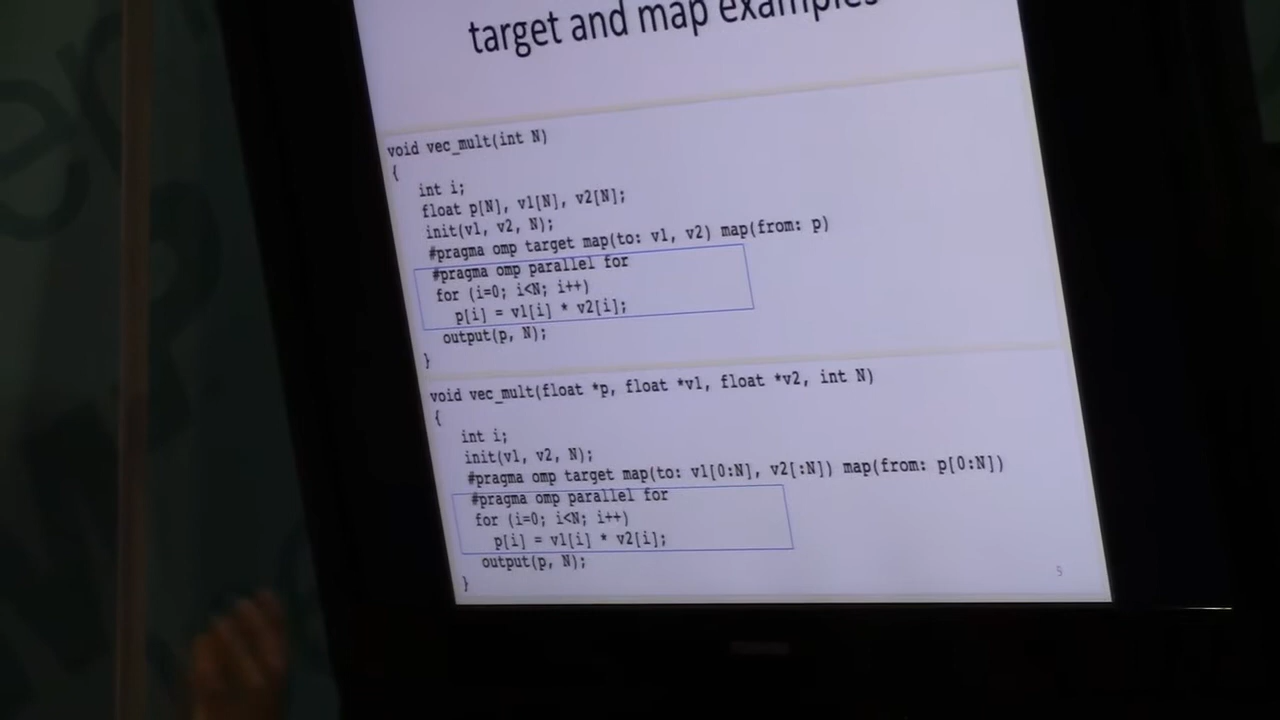 target and map examples
void vec_mult(int N)
{
int i;
float p[N], v1[N], v2[N];
init(v1, v2, N);
#pragma omp target map(to: v1, v2) map(from: p)
#pragma omp parallel for
for (i=0; i<N; i++)
p[i] = v1[i] * v2[i];
output(p, N);
}
void vec_mult(float *p, float *v1, float *v2, int N)
{
int i;
init(v1, v2, N);
#pragma omp target map(to: v1[0:N], v2[:N]) map(from: p[0:N])
#pragma omp parallel for
for (i=0; i<N; i++)
p[i] = v1[i] * v2[i];
output(p, N);
}
5